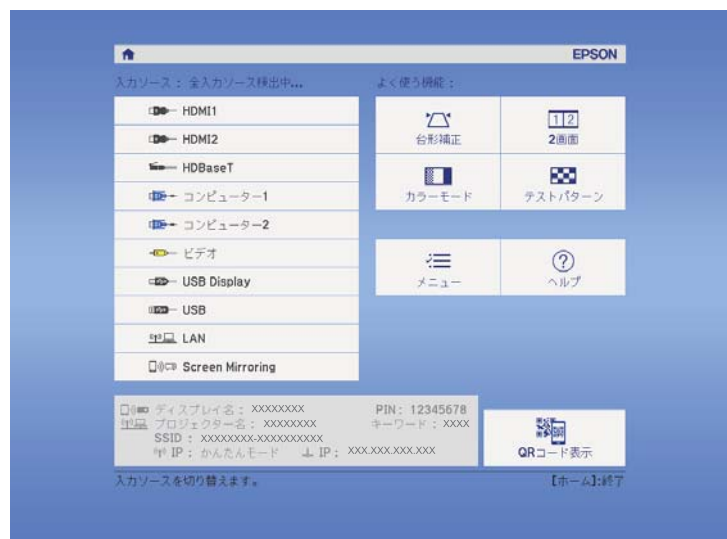 EPSON
入力ソース： 全入力ソース検出中...
よく使う機能：
HDMI1
HDMI2
HDBaseT
コンピューター1
コンピューター2
ビデオ
USB Display
USB
LAN
Screen Mirroring
台形補正
1 2
2画面
カラーモード
テストパターン
メニュー
?
ヘルプ
ディスプレイ名： XXXXXXXX
PIN： 12345678
プロジェクター名： XXXXXXXX
キーワード： XXXX
SSID： XXXXXXXX-XXXXXXXXXX
IP： かんたんモード
IP： XXX.XXX.XXX.XXX
QRコード表示
入力ソースを切り替えます。
【ホーム】:終了